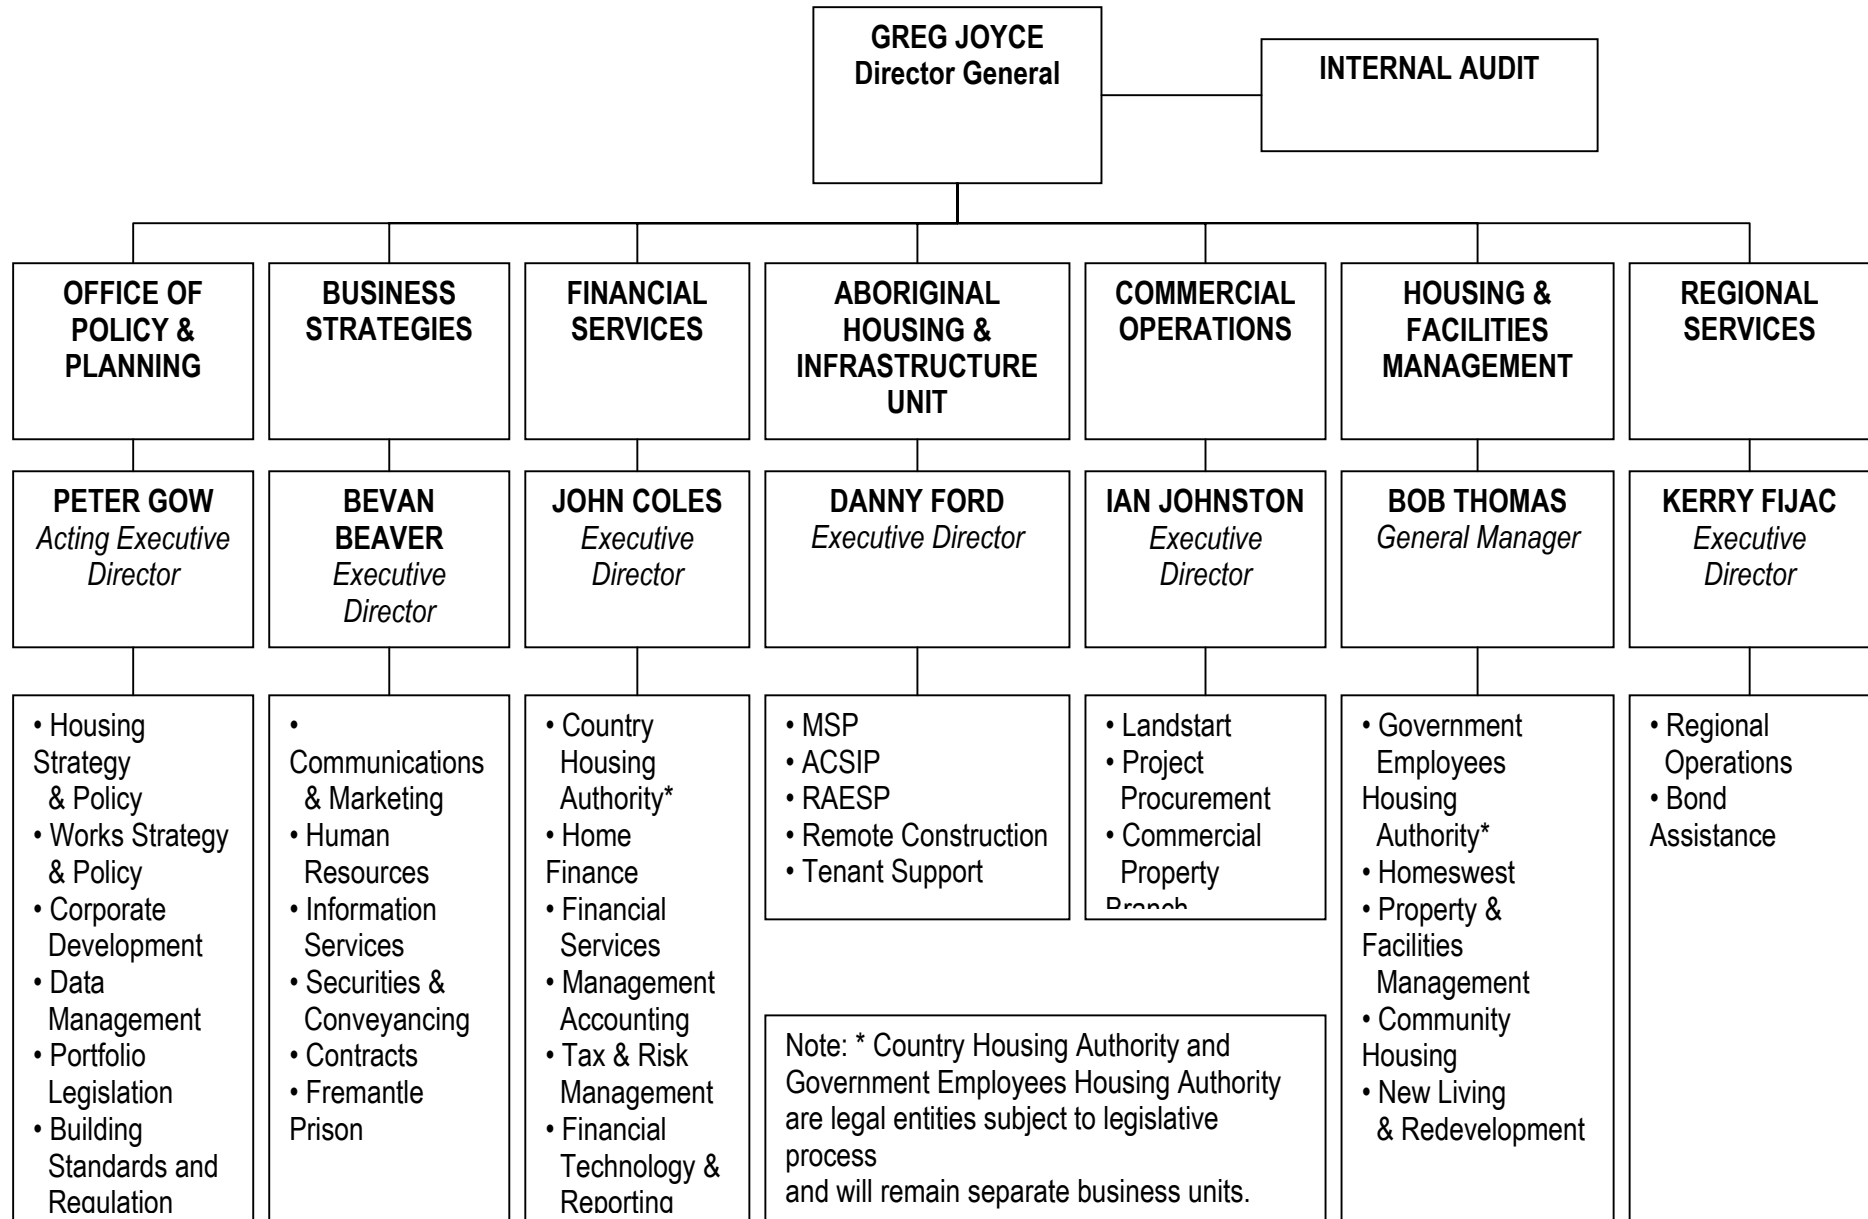 GREG JOYCE
Director General
INTERNAL AUDIT
OFFICE OF
POLICY &
PLANNING
BUSINESS
STRATEGIES
FINANCIAL
SERVICES
ABORIGINAL
HOUSING &
INFRASTRUCTURE
UNIT
COMMERCIAL
OPERATIONS
HOUSING &
FACILITIES
MANAGEMENT
REGIONAL
SERVICES
PETER GOW
Acting Executive
Director
BEVAN
BEAVER
Executive
Director
JOHN COLES
Executive
Director
DANNY FORD
Executive Director
IAN JOHNSTON
Executive
Director
BOB THOMAS
General Manager
KERRY FIJAC
Executive
Director
• Housing
Strategy
& Policy
• Works Strategy
& Policy
• Corporate
Development
• Data
Management
• Portfolio
Legislation
• Building
Standards and
Regulation
•
Communications
& Marketing
• Human
Resources
• Information
Services
• Securities &
Conveyancing
• Contracts
• Fremantle
Prison
• Country
Housing
Authority*
• Home
Finance
• Financial
Services
• Management
Accounting
• Tax & Risk
Management
• Financial
Technology &
Reporting
• MSP
• ACSIP
• RAESP
• Remote Construction
• Tenant Support
• Landstart
• Project
Procurement
• Commercial
Property
Branch
• Government
Employees
Housing
Authority*
• Homeswest
• Property &
Facilities
Management
• Community
Housing
• New Living
& Redevelopment
• Regional
Operations
• Bond
Assistance
Note: * Country Housing Authority and
Government Employees Housing Authority
are legal entities subject to legislative
process
and will remain separate business units.